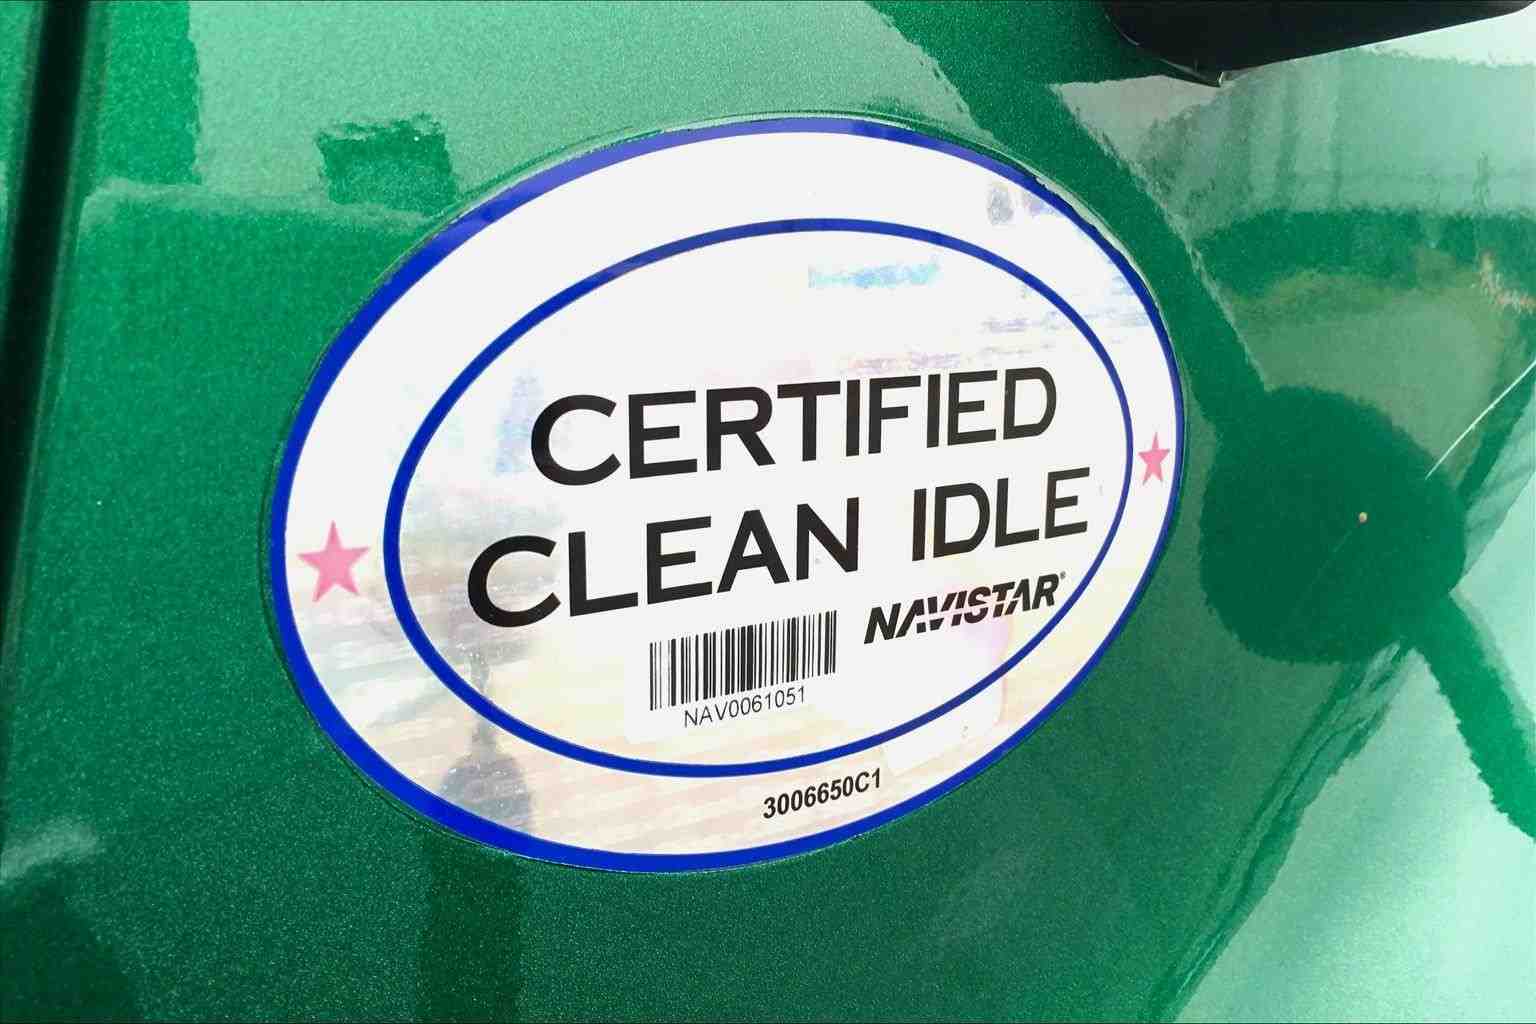 CERTIFIED
CLEAN IDLE
NAVISTAR®
NAV0061051
3006650C1